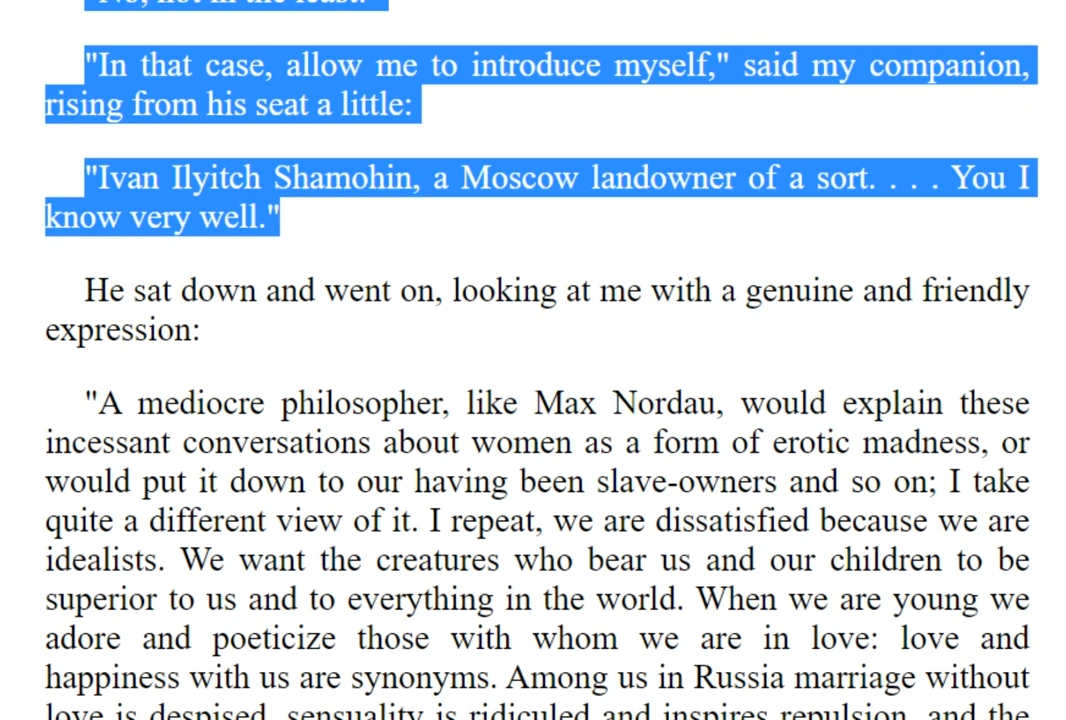 "No, not in the least."
"In that case, allow me to introduce myself," said my companion,
rising from his seat a little:
"Ivan Ilyitch Shamohin, a Moscow landowner of a sort. . . . You I
know very well."
He sat down and went on, looking at me with a genuine and friendly
expression:
"A mediocre philosopher, like Max Nordau, would explain these
incessant conversations about women as a form of erotic madness, or
would put it down to our having been slave-owners and so on; I take
quite a different view of it. I repeat, we are dissatisfied because we are
idealists. We want the creatures who bear us and our children to be
superior to us and to everything in the world. When we are young we
adore and poeticize those with whom we are in love: love and
happiness with us are synonyms. Among us in Russia marriage without
love is despised, sensuality is ridiculed and inspires repulsion, and the